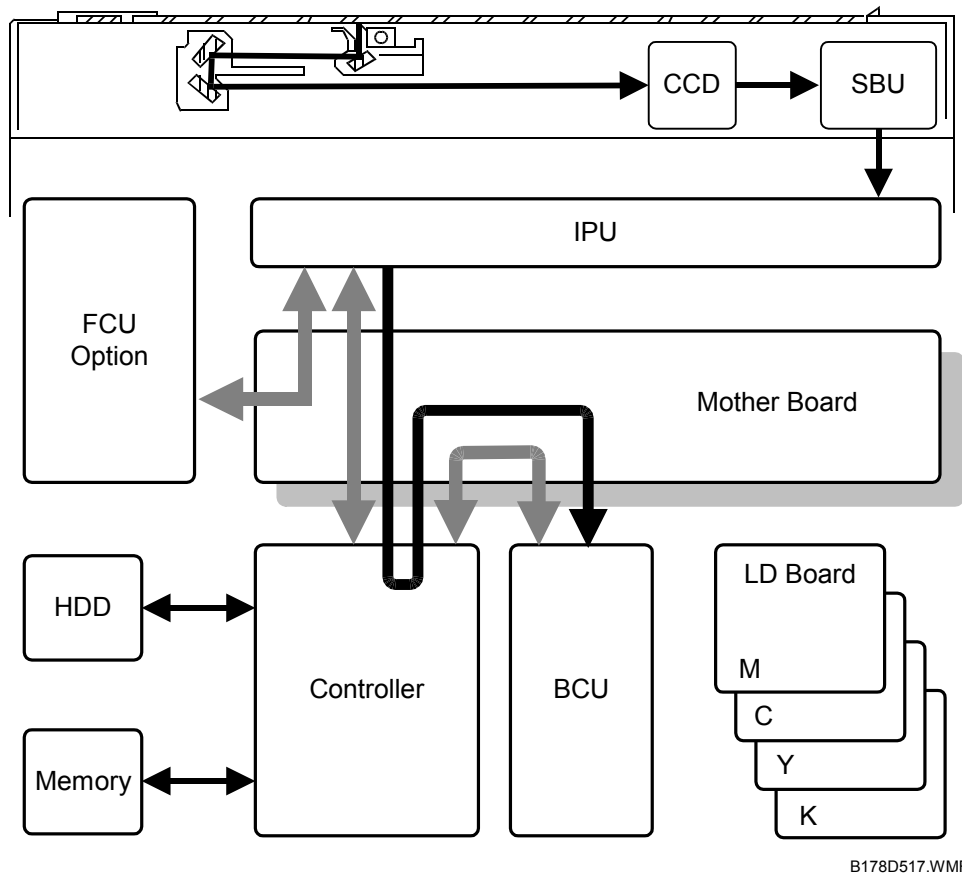 CCD
SBU
IPU
FCU
Option
Mother Board
HDD
Controller
BCU
LD Board
M
C
Y
K
Memory
B178D517.WMF